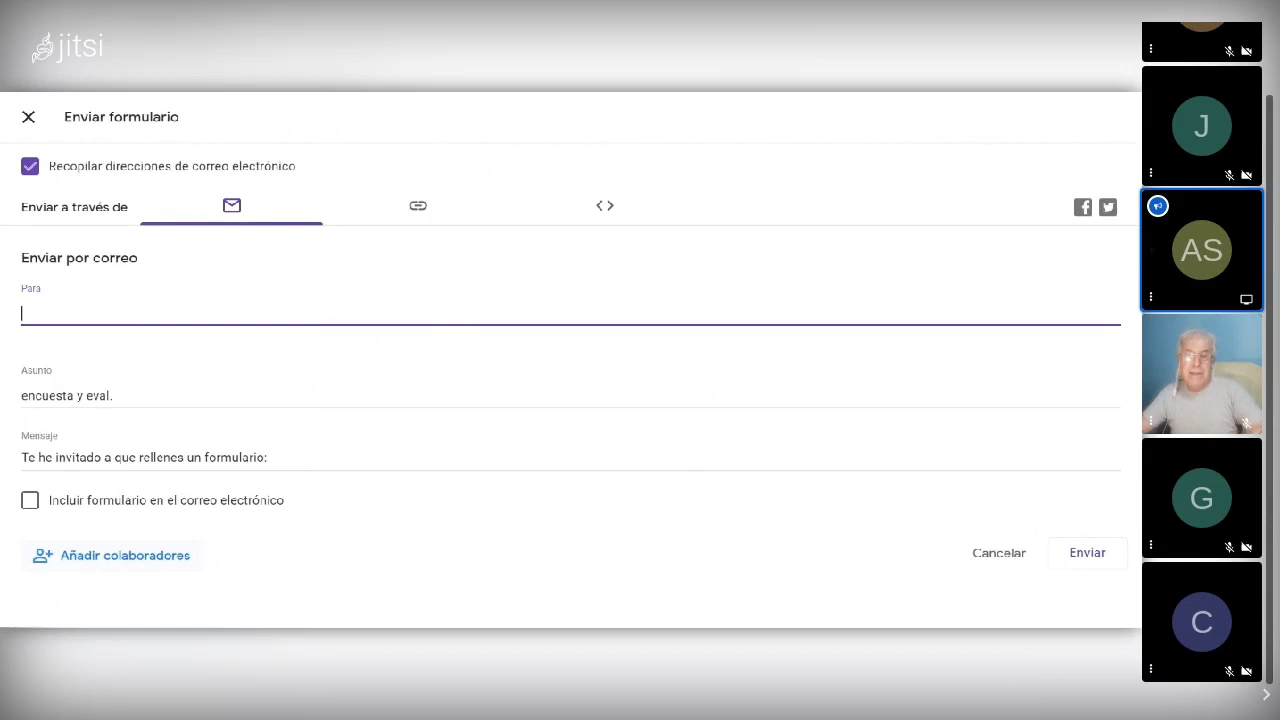 jitsi
Enviar formulario
Recopilar direcciones de correo electrónico
Enviar a través de
Enviar por correo
Para
Asunto
encuesta y eval.
Mensaje
Te he invitado a que rellenes un formulario:
Incluir formulario en el correo electrónico
Añadir colaboradores
Cancelar
Enviar
J
AS
G
C